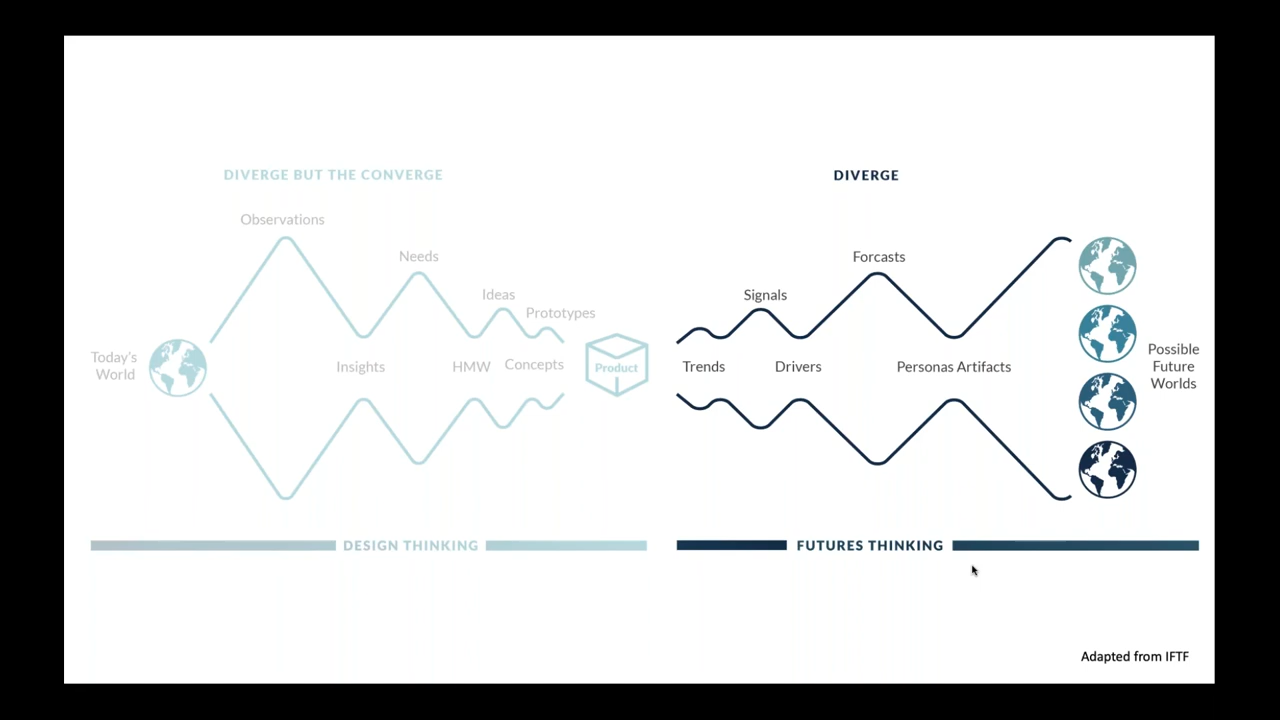 DIVERGE BUT THE CONVERGE
DIVERGE
Observations
Needs
Ideas
Prototypes
Today's
World
Insights
HMW
Concepts
Product
Signals
Forcasts
Trends
Drivers
Personas Artifacts
Possible
Future
Worlds
DESIGN THINKING
FUTURES THINKING
Adapted from IFTF